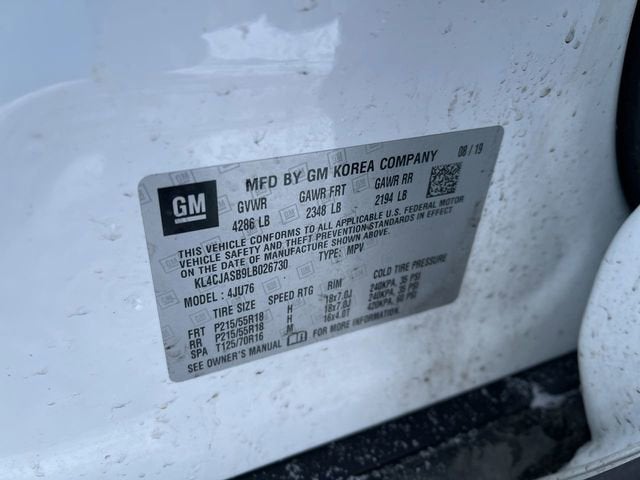 GM
MFD BY GM KOREA COMPANY 08 / 19
GVWR GAWR FRT GAWR RR
4286 LB 2348 LB 2194 LB
THIS VEHICLE CONFORMS TO ALL APPLICABLE U.S. FEDERAL MOTOR
VEHICLE SAFETY AND THEFT PREVENTION STANDARDS IN EFFECT
ON THE DATE OF MANUFACTURE SHOWN ABOVE.
KL4CJASB9LB026730 TYPE: MPV
MODEL: 4JU76
TIRE SIZE SPEED RTG RIM COLD TIRE PRESSURE
FRT P215/55R18 H 18x7.0J 240KPA, 35 PSI
RR P215/55R18 H 18x7.0J 240KPA, 35 PSI
SPA T125/70R16 M 16x4.0T 420KPA, 60 PSI
SEE OWNER'S MANUAL FOR MORE INFORMATION